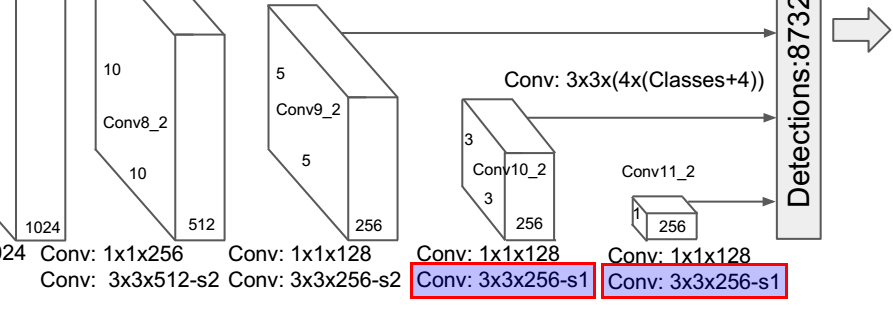 10
Conv8_2
10
5
Conv9_2
5
Conv: 3x3x(4x(Classes+4))
3
Conv10_2
3
Conv11_2
1
1024
512
256
256
256
Detections:8732
024 Conv: 1x1x256
Conv: 3x3x512-s2
Conv: 1x1x128
Conv: 3x3x256-s2
Conv: 1x1x128
Conv: 3x3x256-s1
Conv: 1x1x128
Conv: 3x3x256-s1